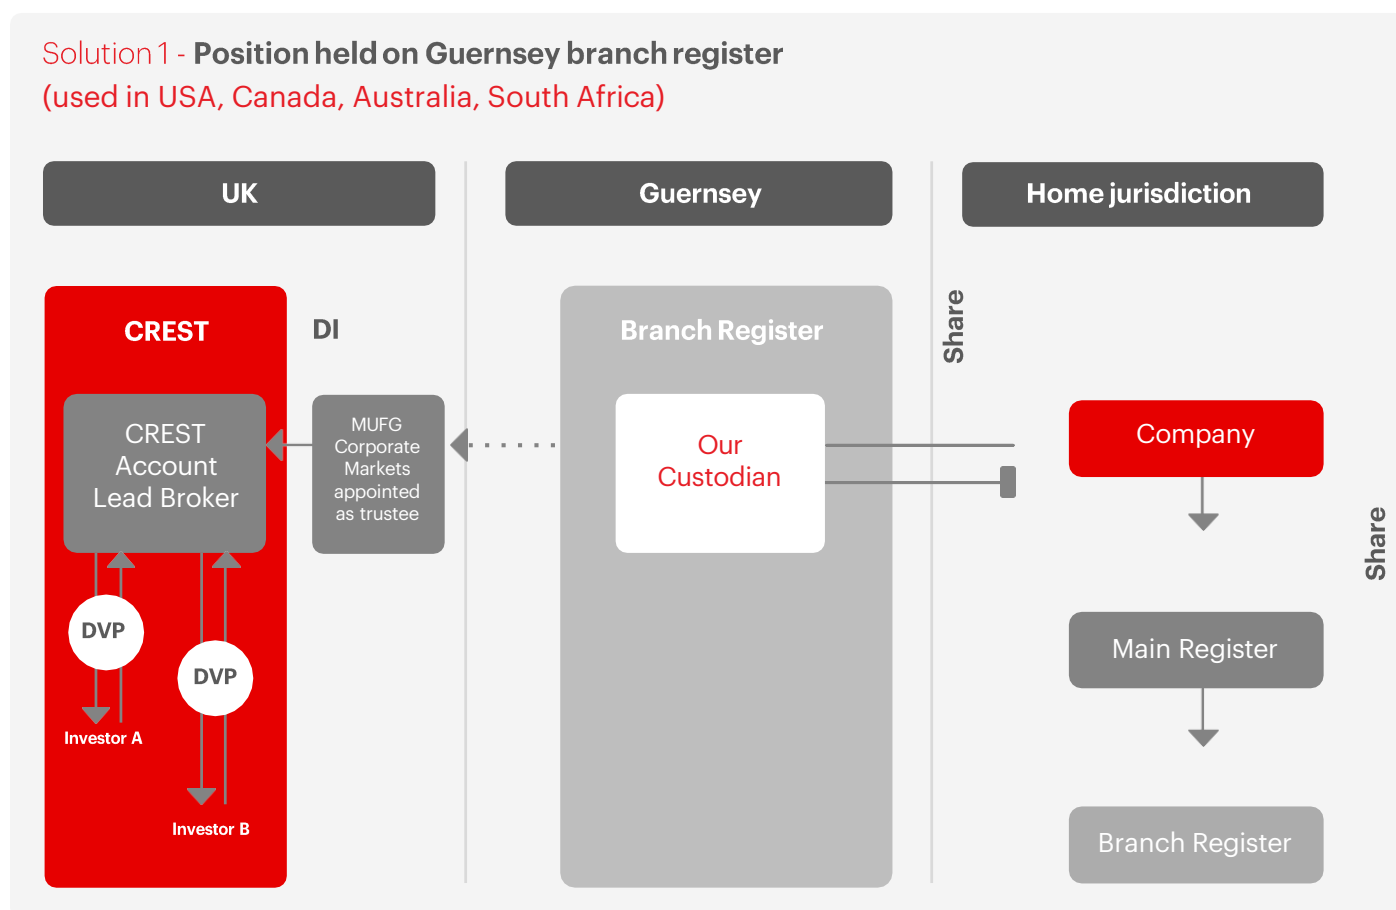 Solution 1 - Position held on Guernsey branch register
(used in USA, Canada, Australia, South Africa)
UK
Guernsey
Home jurisdiction
CREST
DI
Branch Register
Share
CREST
Account
Lead Broker
MUFG
Corporate
Markets
appointed
as trustee
Our
Custodian
Company
Share
DVP
DVP
Main Register
Investor A
Investor B
Branch Register